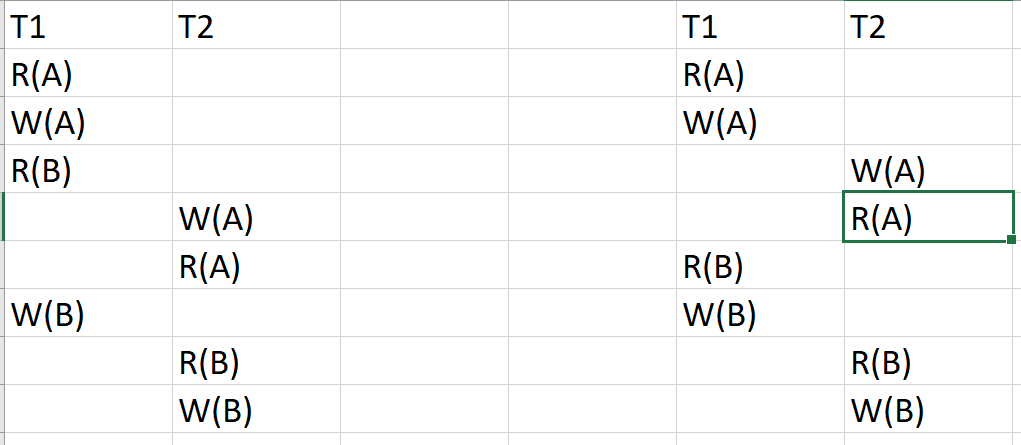 T1 T2 T1 T2
R(A) R(A)
W(A) W(A)
R(B) W(A)
W(A) R(A)
R(A) R(B)
W(B) W(B)
R(B) R(B)
W(B) W(B)